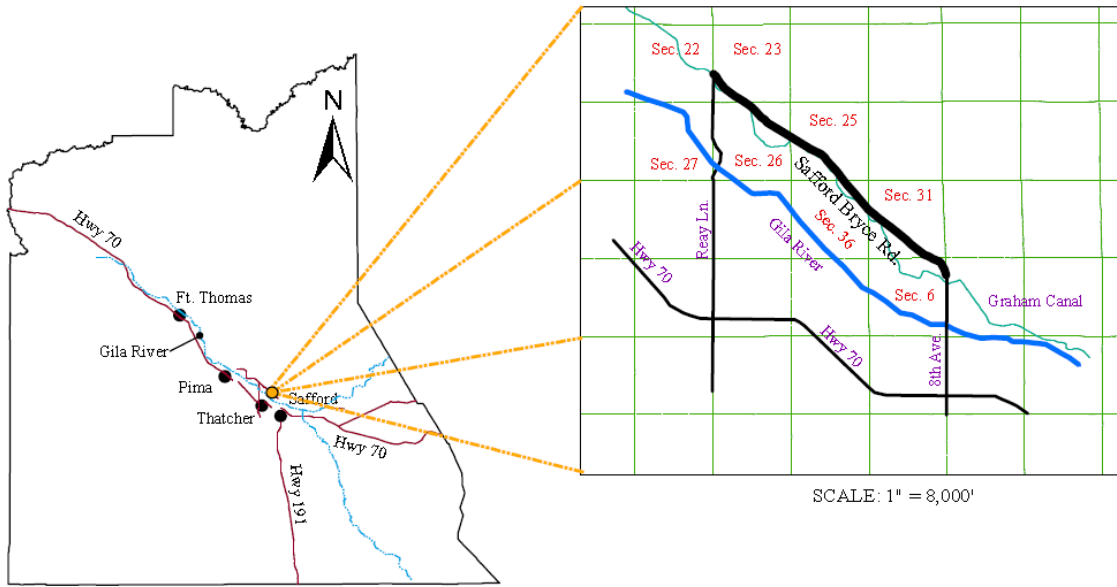 N
Hwy 70
Ft. Thomas
Gila River
Pima
Safford
Thatcher
Hwy 70
Hwy 191
Sec. 22
Sec. 23
Sec. 25
Sec. 27
Sec. 26
Safford Bryce Rd.
Sec. 31
Reay Ln.
Gila River
Sec. 36
Hwy 70
Sec. 6
Graham Canal
Hwy 70
8th Ave.
SCALE: 1" = 8,000'